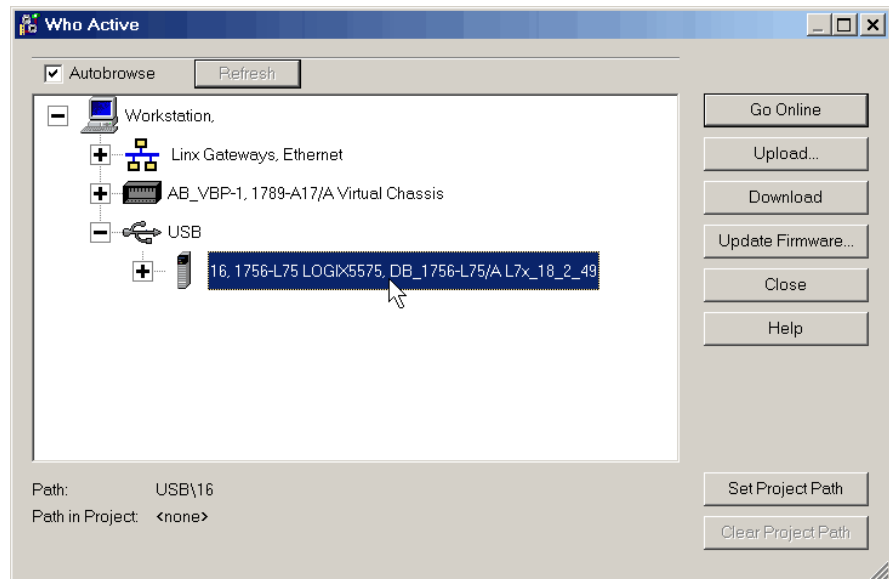 Who Active
Autobrowse
Refresh
Workstation,
Linx Gateways, Ethernet
AB_VBP-1, 1789-A17/A Virtual Chassis
USB
16, 1756-L75 LOGIX5575, DB_1756-L75/A L7x_18_2_49
Go Online
Upload...
Download
Update Firmware...
Close
Help
Path: USB\16
Path in Project: <none>
Set Project Path
Clear Project Path